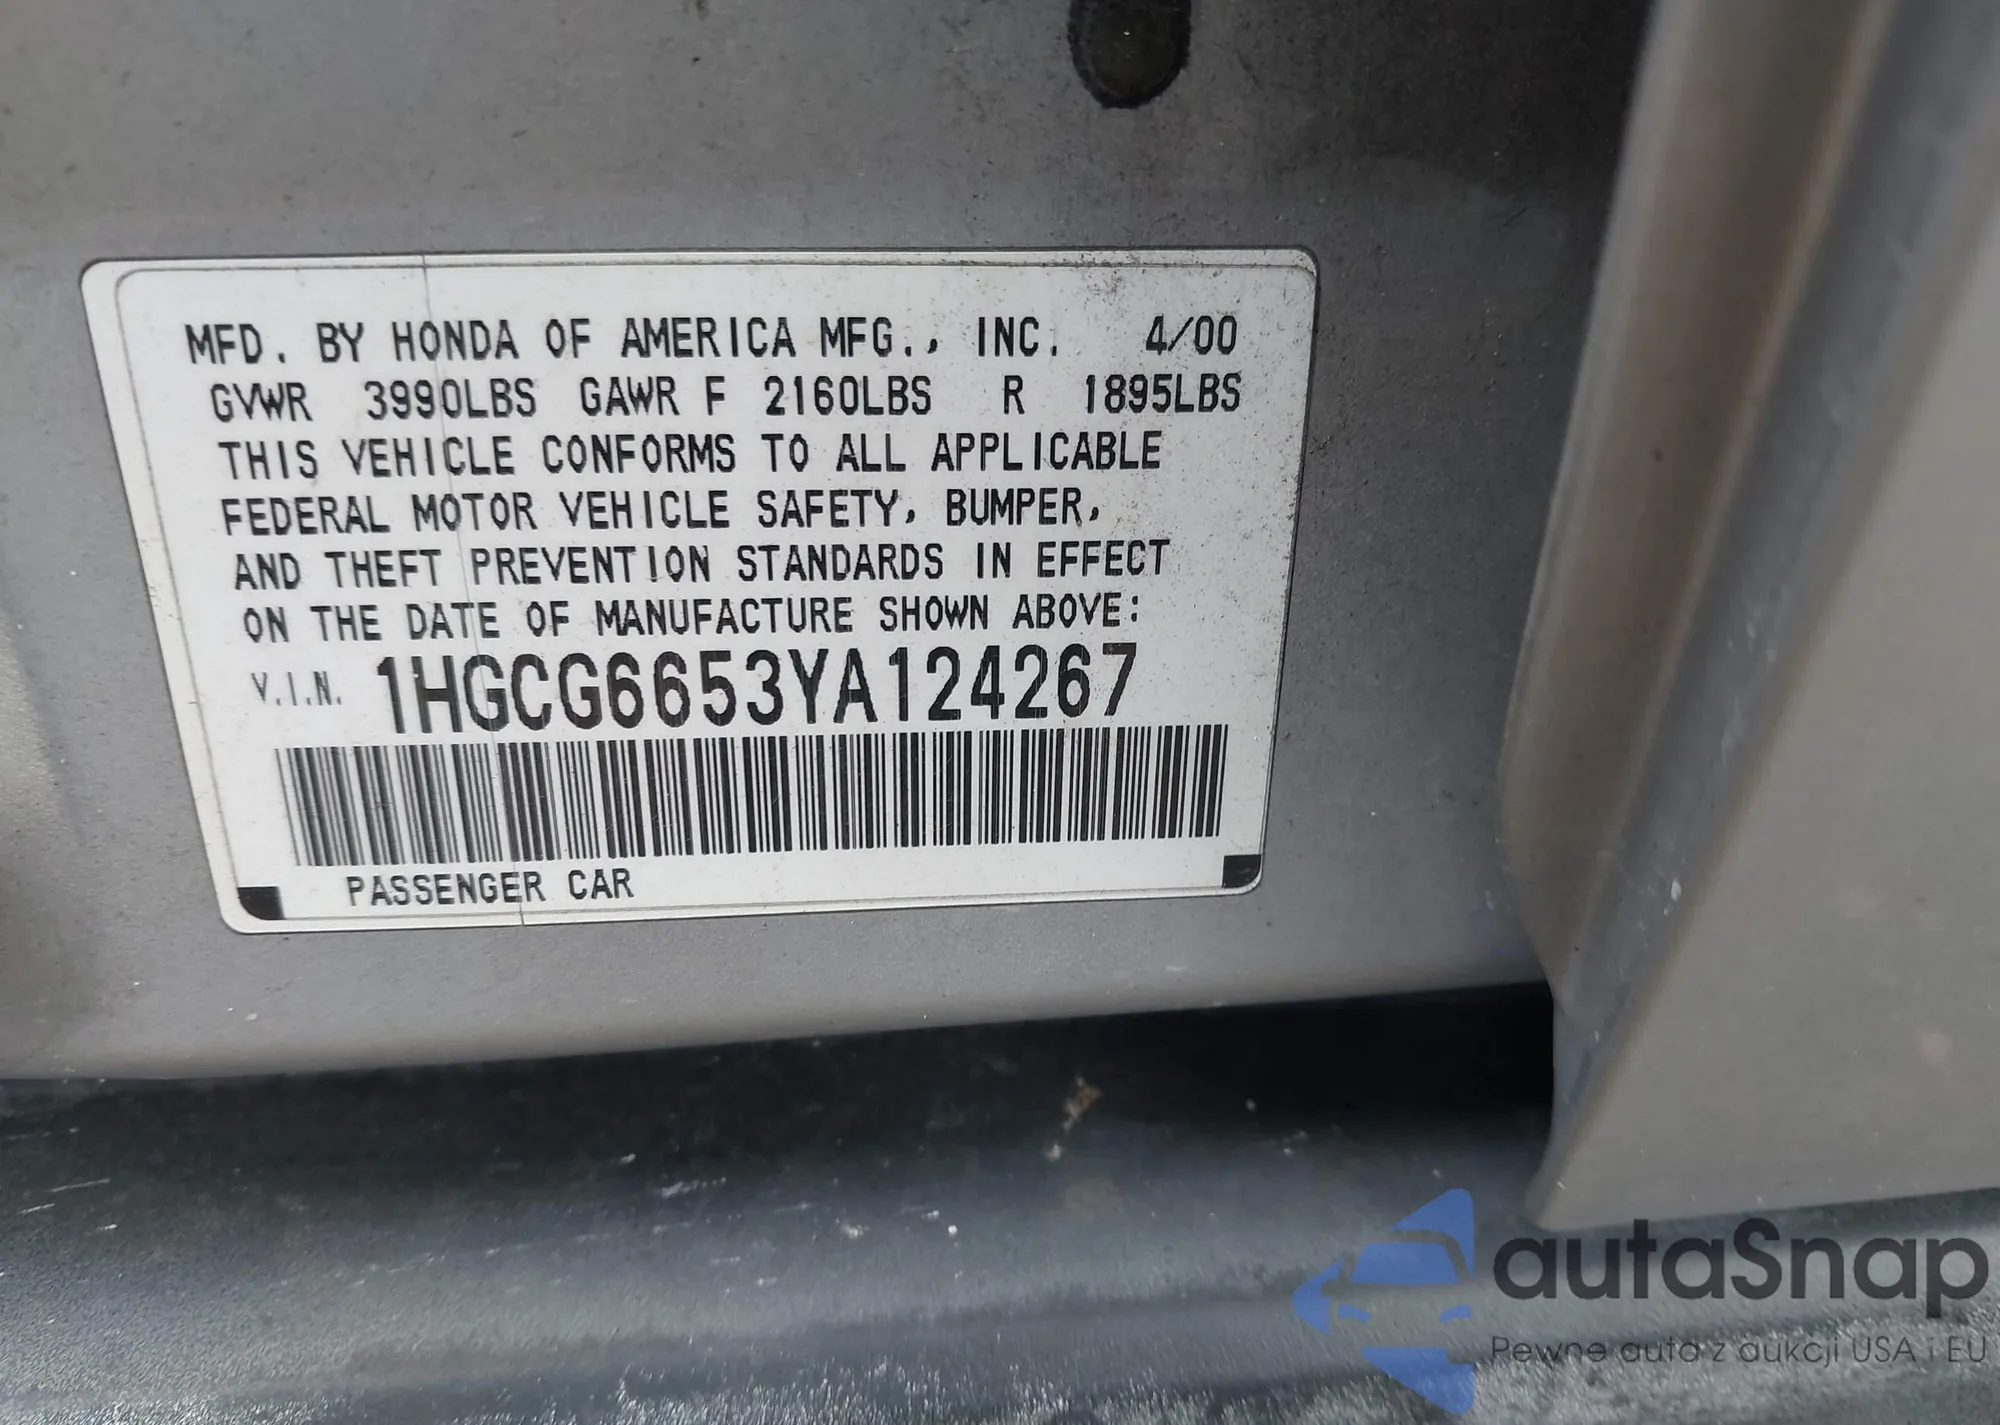 MFD. BY HONDA OF AMERICA MFG., INC. 4/00
GVWR 3990LBS GAWR F 2160LBS R 1895LBS
THIS VEHICLE CONFORMS TO ALL APPLICABLE
FEDERAL MOTOR VEHICLE SAFETY, BUMPER,
AND THEFT PREVENTION STANDARDS IN EFFECT
ON THE DATE OF MANUFACTURE SHOWN ABOVE:
V.I.N. 1HGCG6653YA124267
PASSENGER CAR
autaSnap
Pewne auta z aukcji USA i EU